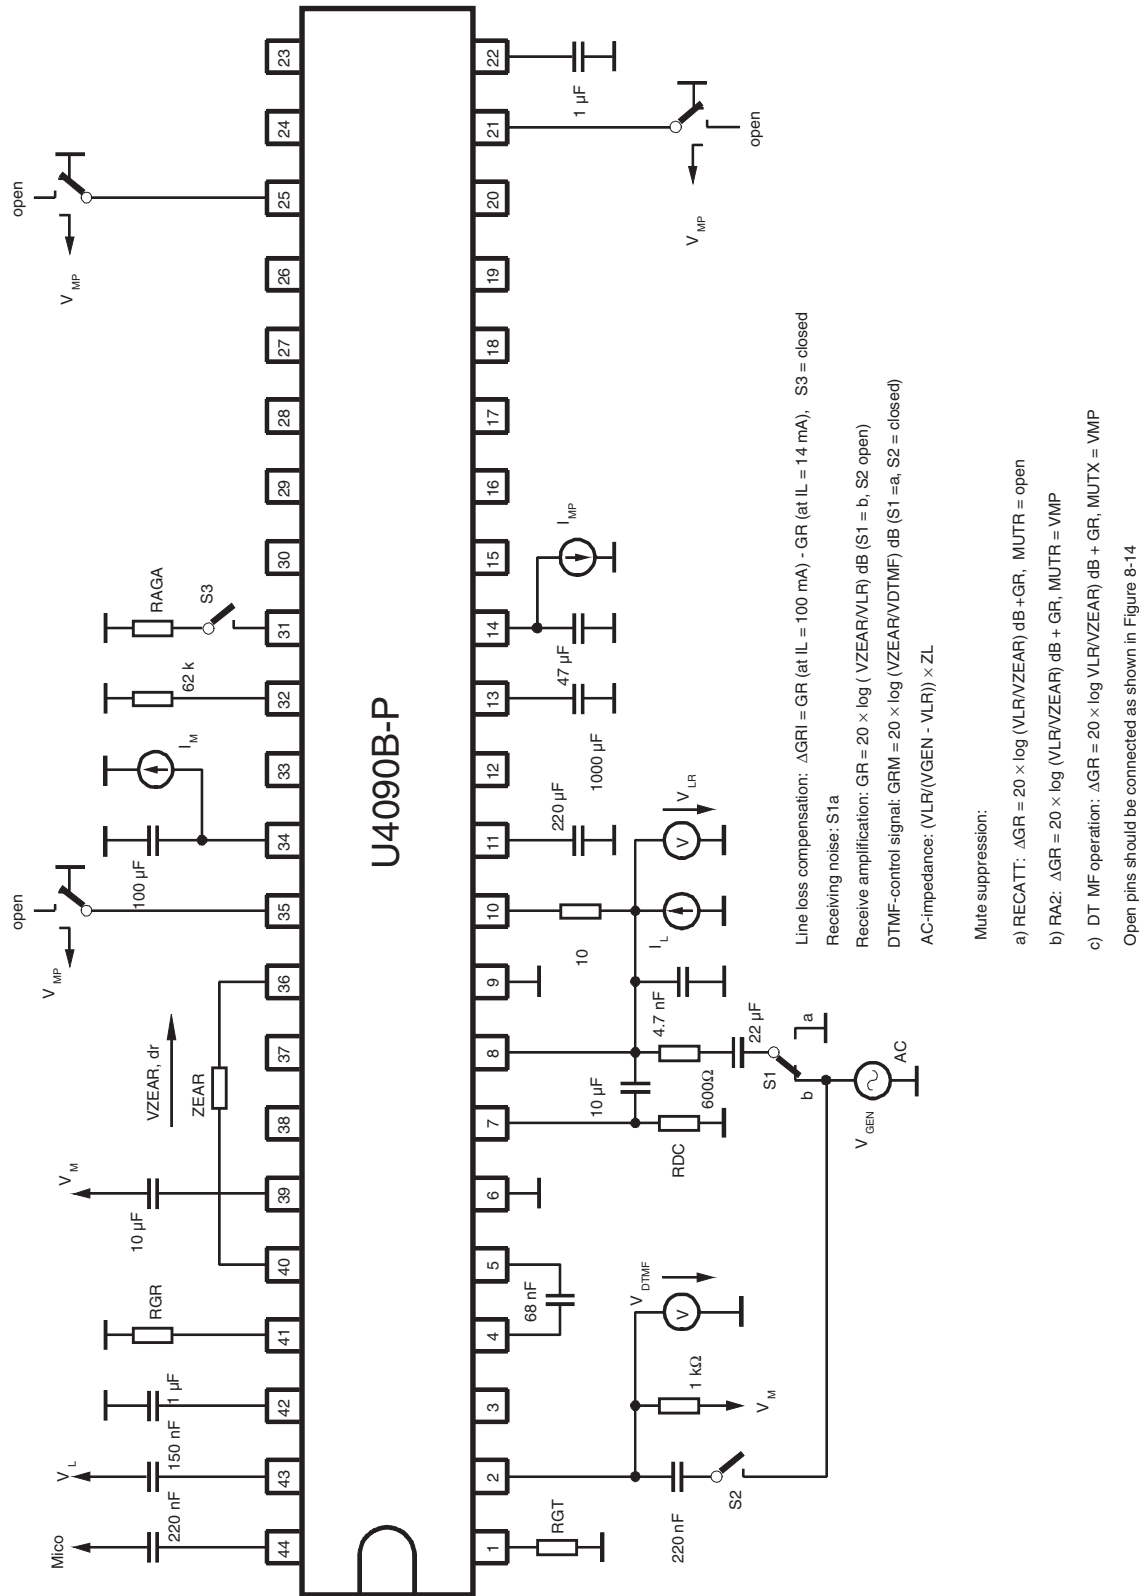 open
V MP
23
24
25
26
27
28
29
30
31
32
33
34
35
36
37
38
39
40
41
42
43
44
RAGA
S3
62 k
I M
100 µF
open
V MP
VZEAR, dr
ZEAR
V M
10 µF
RGR
1 µF
V L
150 nF
Mico
220 nF
U4090B-P
22
21
20
19
18
17
16
15
14
13
12
11
10
9
8
7
6
5
4
3
2
1
1 µF
open
V MP
I MP
47 µF
1000 µF
220 µF
V
V LR
10
I L
4.7 nF
10 µF
600Ω
22 µF
RDC
S1
a
b
AC
V GEN
68 nF
V
V DTMF
1 kΩ
V M
220 nF
S2
RGT
Line loss compensation: ΔGRI = GR (at IL = 100 mA) - GR (at IL = 14 mA), S3 = closed
Receiving noise: S1a
Receive amplification: GR = 20 × log ( VZEAR/VLR) dB (S1 = b, S2 open)
DTMF-control signal: GRM = 20 × log (VZEAR/VDTMF) dB (S1 =a, S2 = closed)
AC-impedance: (VLR/(VGEN - VLR)) × ZL
Mute suppression:
a) RECATT: ΔGR = 20 × log (VLR/VZEAR) dB +GR, MUTR = open
b) RA2: ΔGR = 20 × log (VLR/VZEAR) dB + GR, MUTR = VMP
c) DT MF operation: ΔGR = 20 × log VLR/VZEAR) dB + GR, MUTX = VMP
Open pins should be connected as shown in Figure 8-14